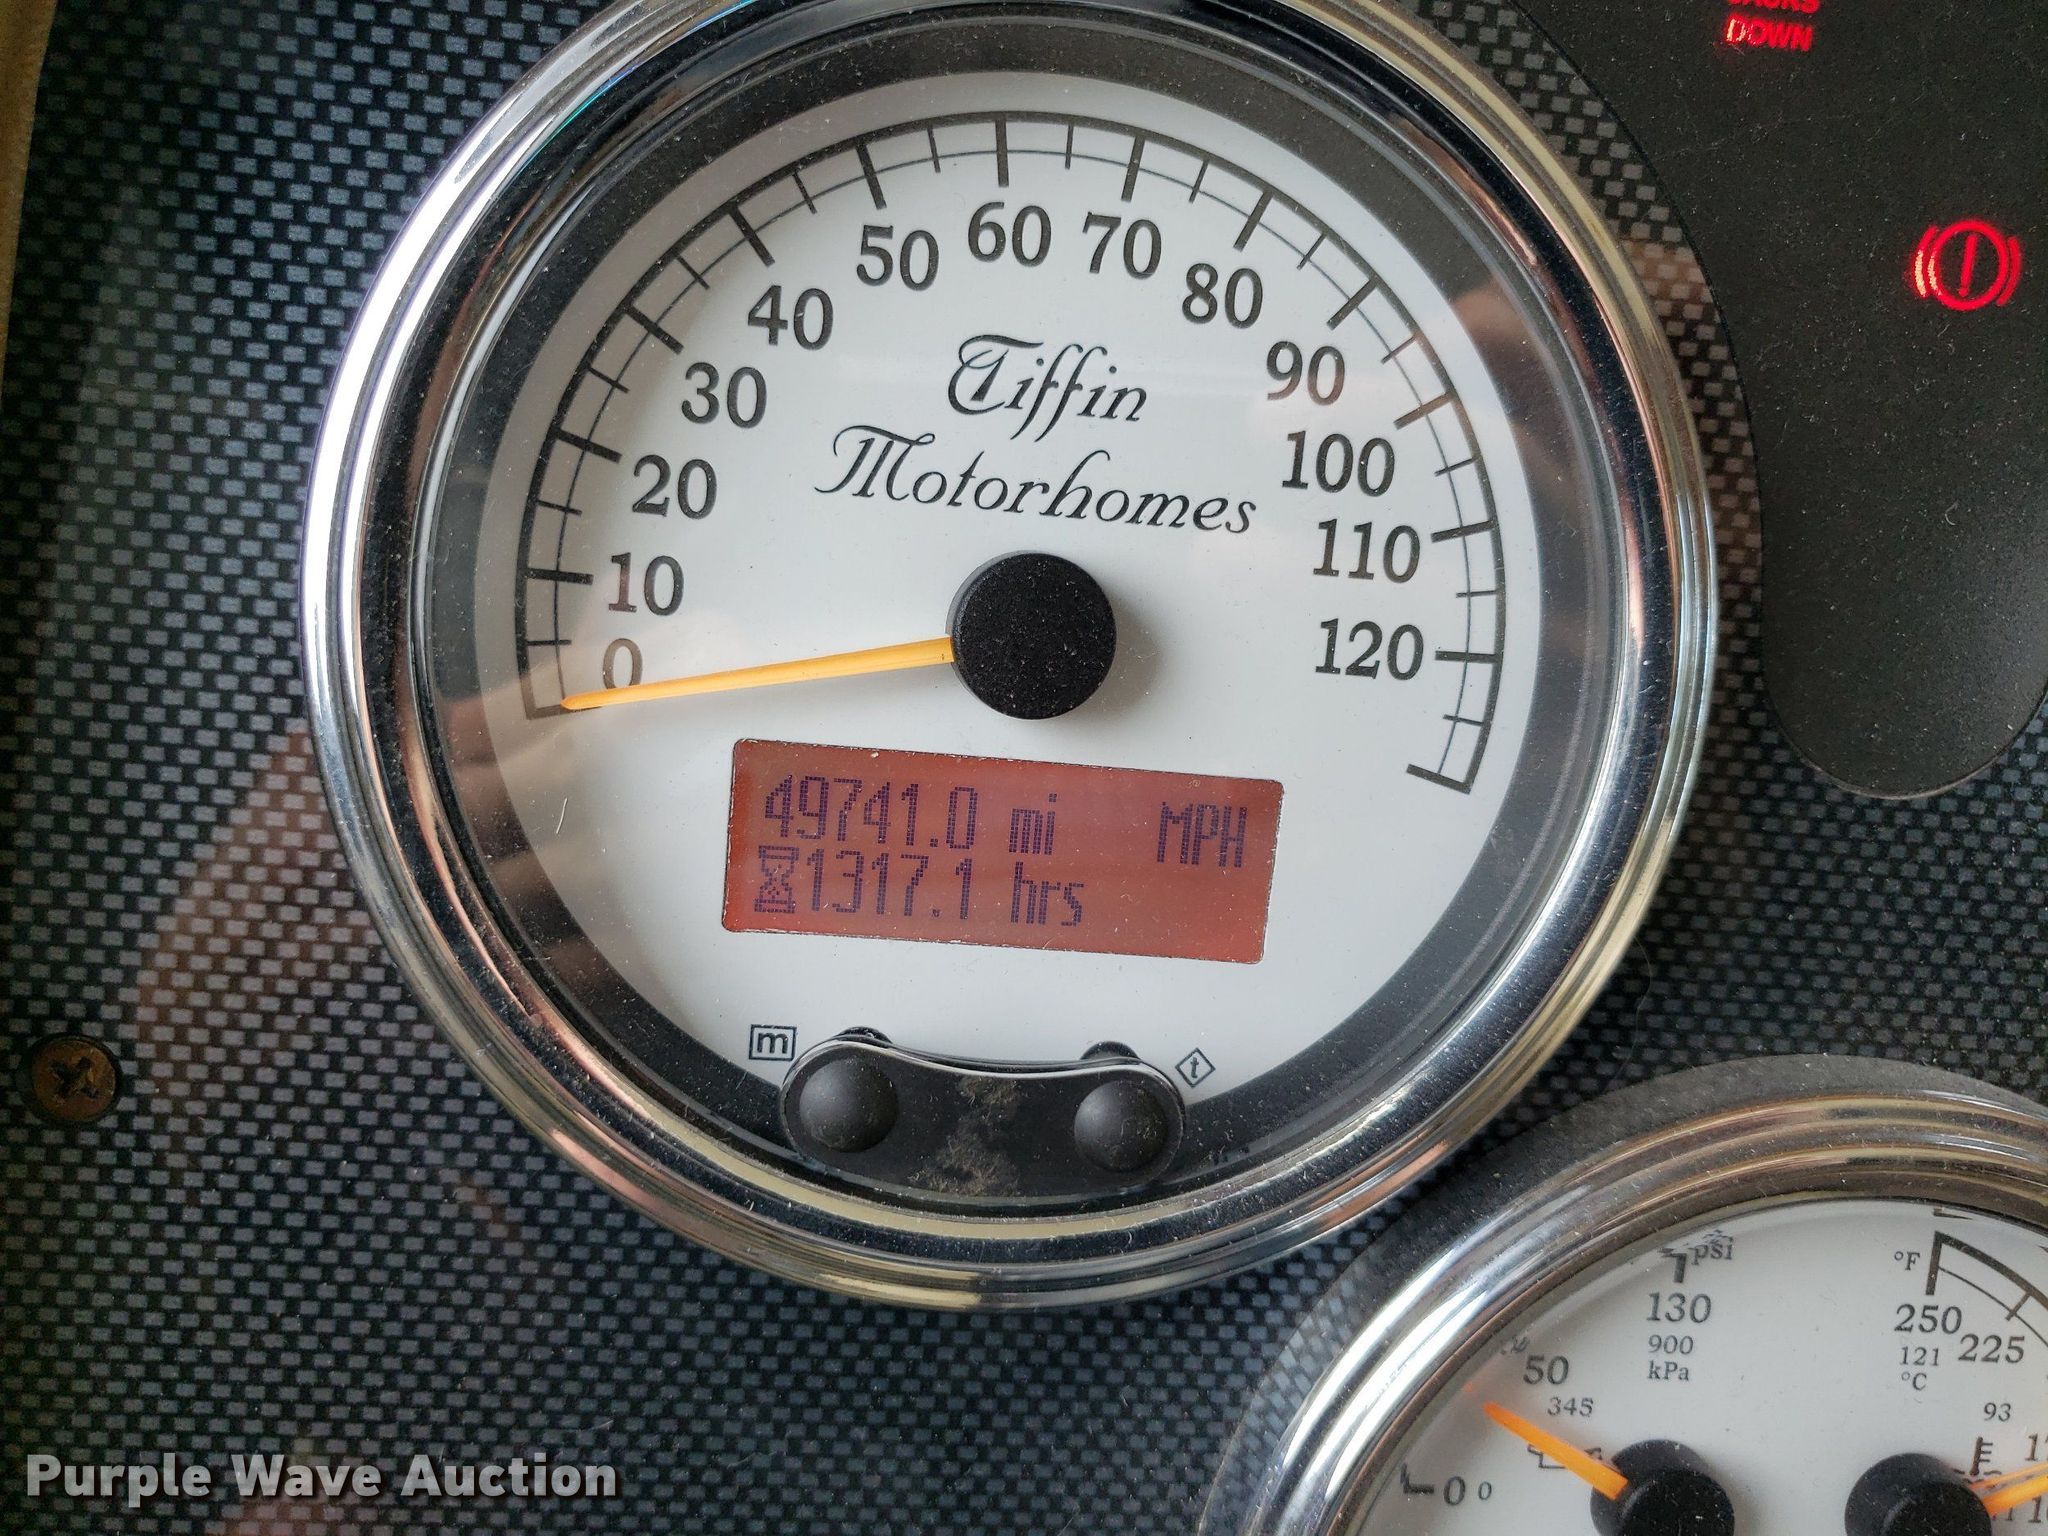 DOWN
0
10
20
30
40
50
60
70
80
90
100
110
120
Tiffin
Motorhomes
49741.0 mi MPH
1317.1 hrs
m
t
psi
130
900
kPa
50
345
0 0
°F
250
225
121
°C
93
Purple Wave Auction